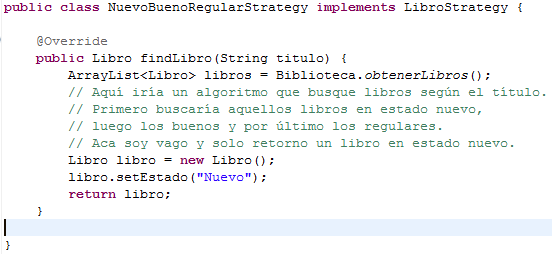 public class NuevoBuenoRegularStrategy implements LibroStrategy {
@Override
public Libro findLibro(String titulo) {
ArrayList<Libro> libros = Biblioteca.obtenerLibros();
// Aquí iría un algoritmo que busque libros según el título.
// Primero buscaría aquellos libros en estado nuevo,
// luego los buenos y por último los regulares.
// Aca soy vago y solo retorno un libro en estado nuevo.
Libro libro = new Libro();
libro.setEstado("Nuevo");
return libro;
}
}